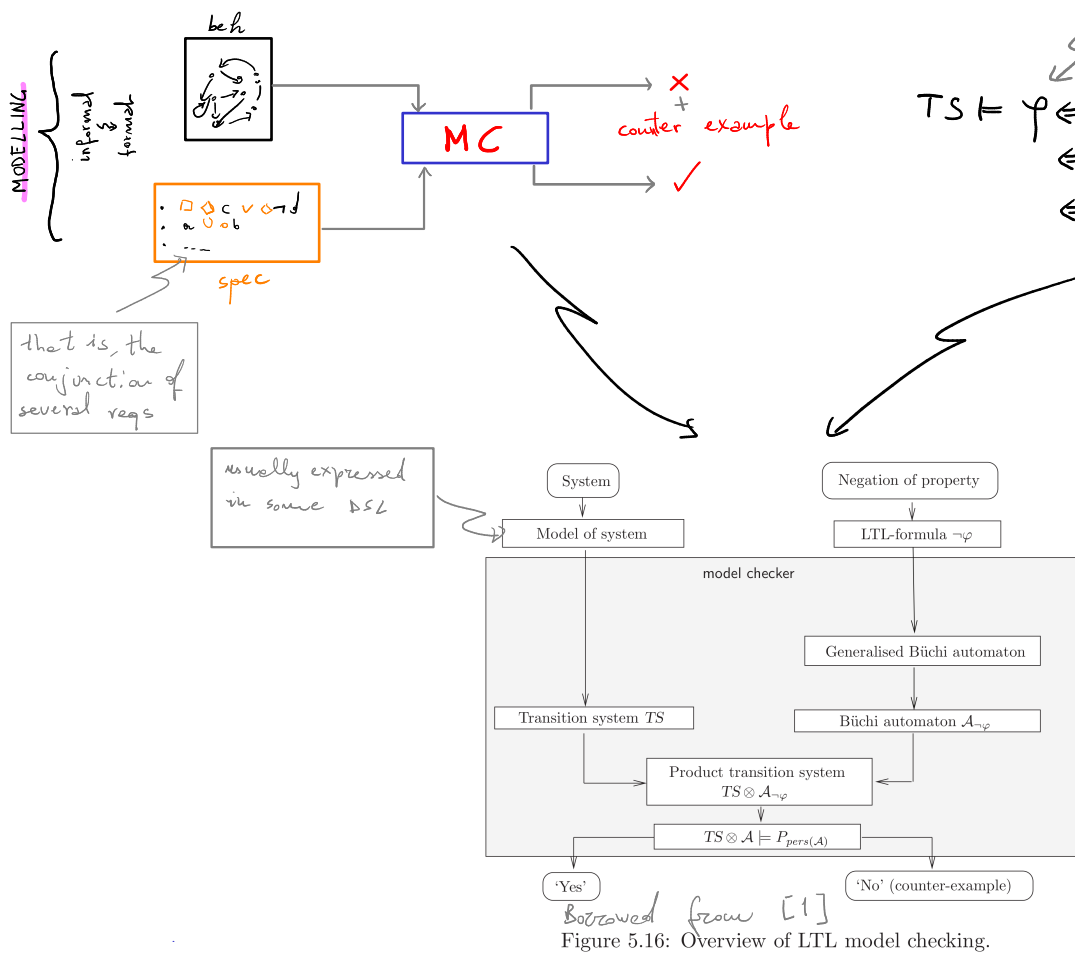 beh
MODELLING
informal
↯
formal
MC
×
+
counter example
✓
TS ⊨ φ ⇐
⇐
⇐
• □ ◇ c ∨ ◇ ¬ d
• a ∪ ○ b
• ----
spec
that is, the
conjunction of
several reqs
usually expressed
in some DSL
System
Negation of property
Model of system
LTL-formula ¬φ
model checker
Generalised Büchi automaton
Transition system TS
Büchi automaton 𝒜¬φ
Product transition system
TS ⊗ 𝒜¬φ
TS ⊗ 𝒜 ⊨ Ppers(𝒜)
‘Yes’
‘No’ (counter-example)
Borrowed from [1]
Figure 5.16: Overview of LTL model checking.